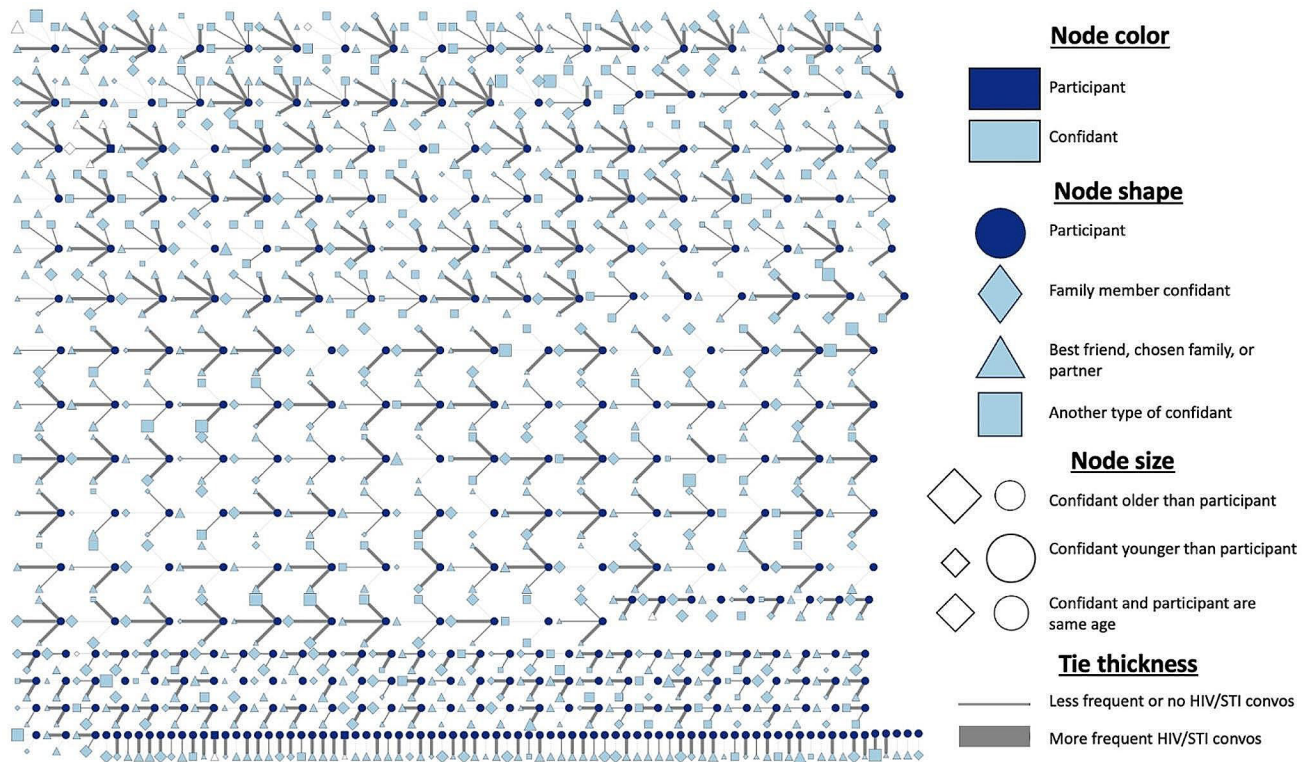 Node color
Participant
Confidant
Node shape
Participant
Family member confidant
Best friend, chosen family, or
partner
Another type of confidant
Node size
Confidant older than participant
Confidant younger than participant
Confidant and participant are
same age
Tie thickness
Less frequent or no HIV/STI convos
More frequent HIV/STI convos